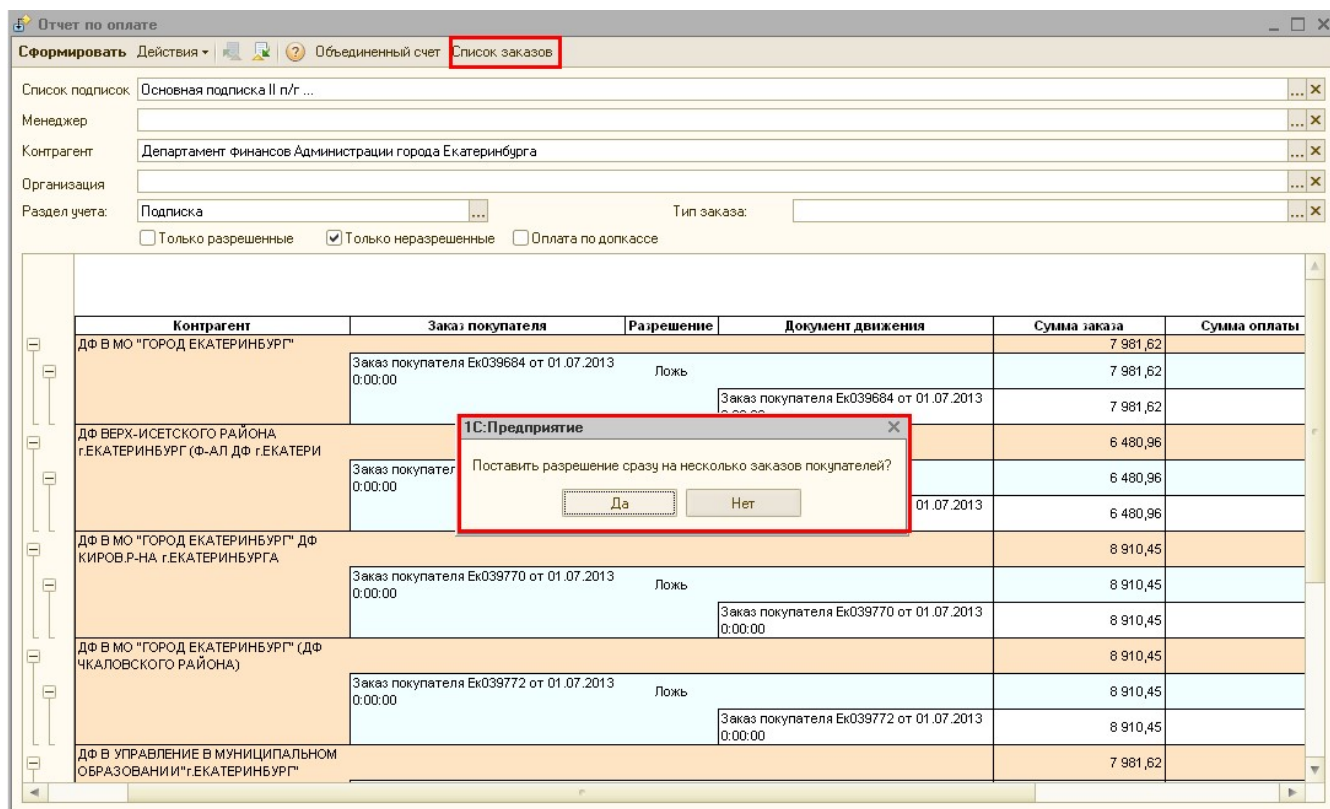 Отчет по оплате
Сформировать Действия Объединенный счет Список заказов
Список подписок Основная подписка II п/г ...
Менеджер
Контрагент Департамент финансов Администрации города Екатеринбурга
Организация
Раздел учета: Подписка ... Тип заказа:
Только разрешенные Только неразрешенные Оплата по допкассе
Контрагент Заказ покупателя Разрешение Документ движения Сумма заказа Сумма оплаты
ДФ В МО "ГОРОД ЕКАТЕРИНБУРГ" 7 981,62
Заказ покупателя Ек039684 от 01.07.2013
0:00:00 Ложь 7 981,62
Заказ покупателя Ек039684 от 01.07.2013
7 981,62
ДФ ВЕРХ-ИСЕТСКОГО РАЙОНА
г.ЕКАТЕРИНБУРГ (Ф-АЛ ДФ г.ЕКАТЕРИ 6 480,96
Заказ покупател
0:00:00 6 480,96
01.07.2013
6 480,96
1С:Предприятие
Поставить разрешение сразу на несколько заказов покупателей?
Да Нет
ДФ В МО "ГОРОД ЕКАТЕРИНБУРГ" ДФ
КИРОВ.Р-НА г.ЕКАТЕРИНБУРГА 8 910,45
Заказ покупателя Ек039770 от 01.07.2013
0:00:00 Ложь 8 910,45
Заказ покупателя Ек039770 от 01.07.2013
0:00:00 8 910,45
ДФ В МО "ГОРОД ЕКАТЕРИНБУРГ" (ДФ
ЧКАЛОВСКОГО РАЙОНА) 8 910,45
Заказ покупателя Ек039772 от 01.07.2013
0:00:00 Ложь 8 910,45
Заказ покупателя Ек039772 от 01.07.2013
0:00:00 8 910,45
ДФ В УПРАВЛЕНИЕ В МУНИЦИПАЛЬНОМ
ОБРАЗОВАНИИ"г.ЕКАТЕРИНБУРГ" 7 981,62